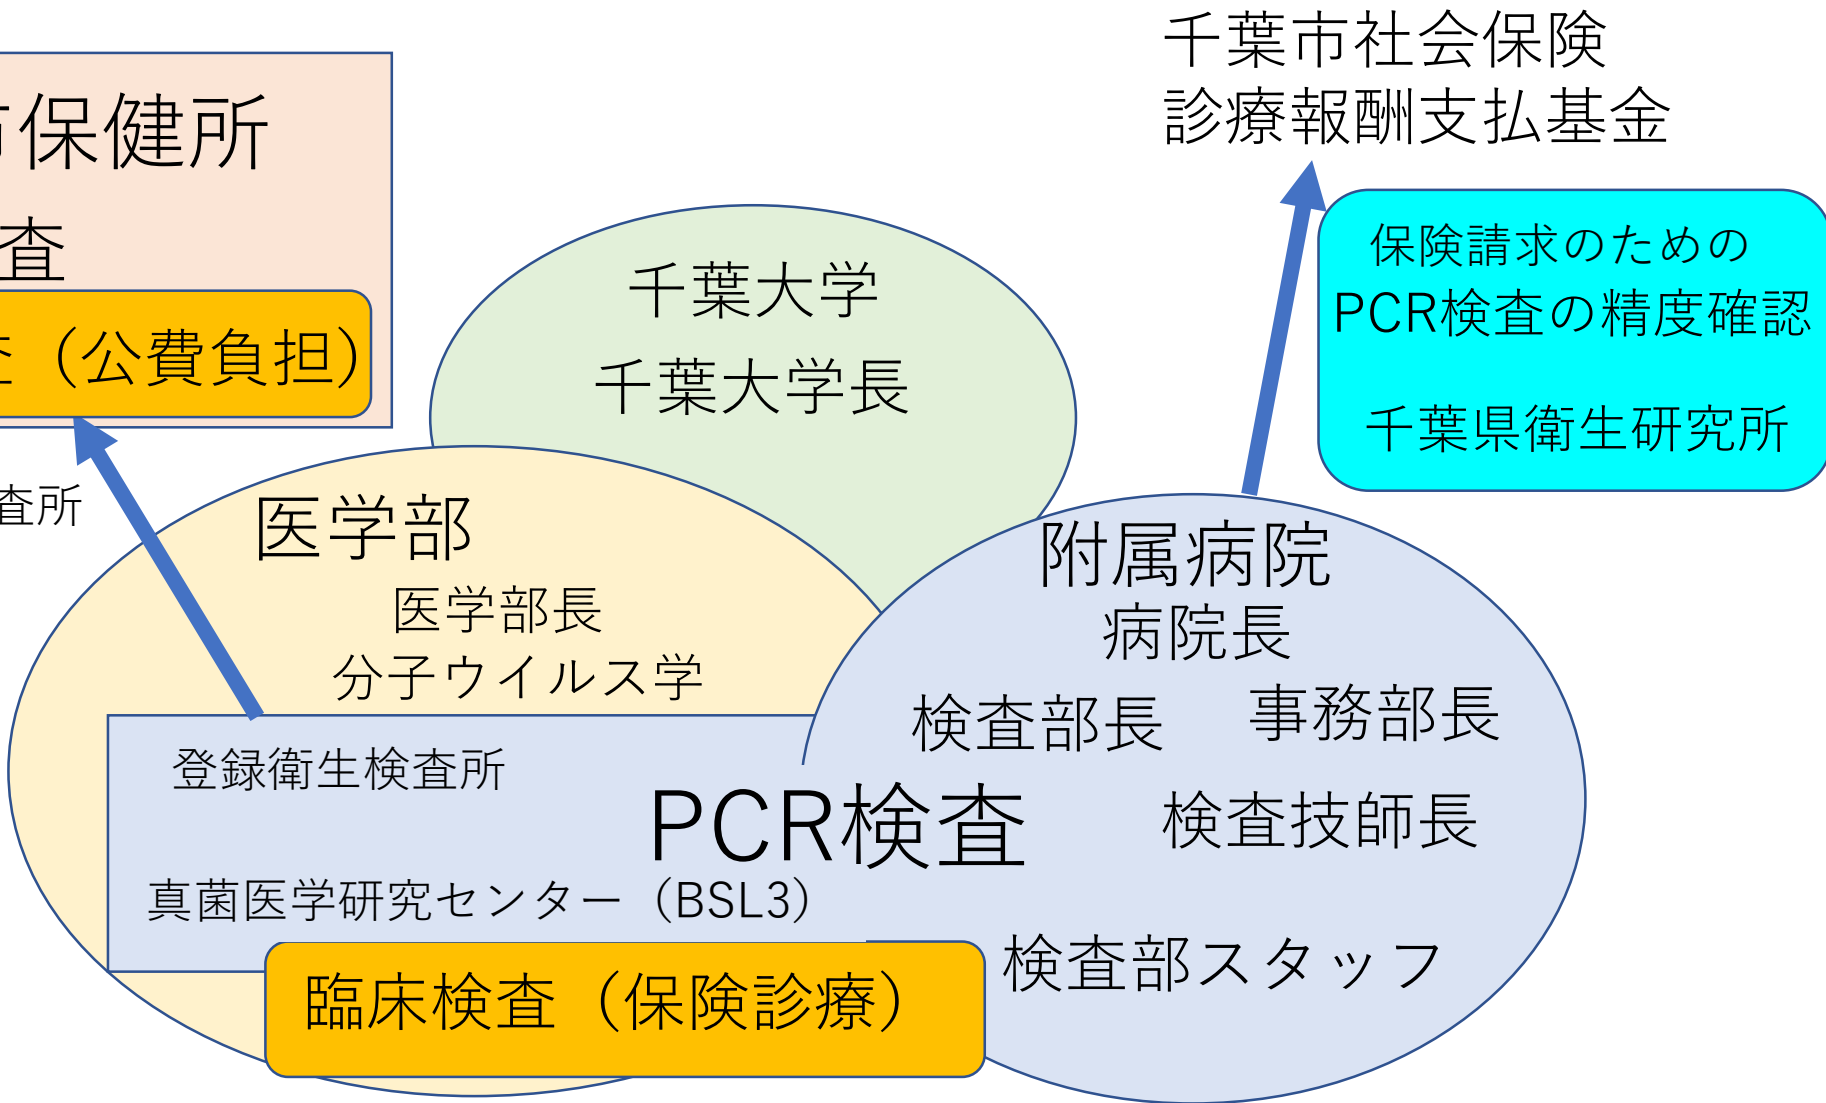 千葉市社会保険
診療報酬支払基金
市保健所
査
査（公費負担）
査所
保険請求のための
PCR検査の精度確認
千葉県衛生研究所
千葉大学
千葉大学長
医学部
医学部長
分子ウイルス学
登録衛生検査所
PCR検査
真菌医学研究センター（BSL3）
臨床検査（保険診療）
附属病院
病院長
検査部長
事務部長
検査技師長
検査部スタッフ